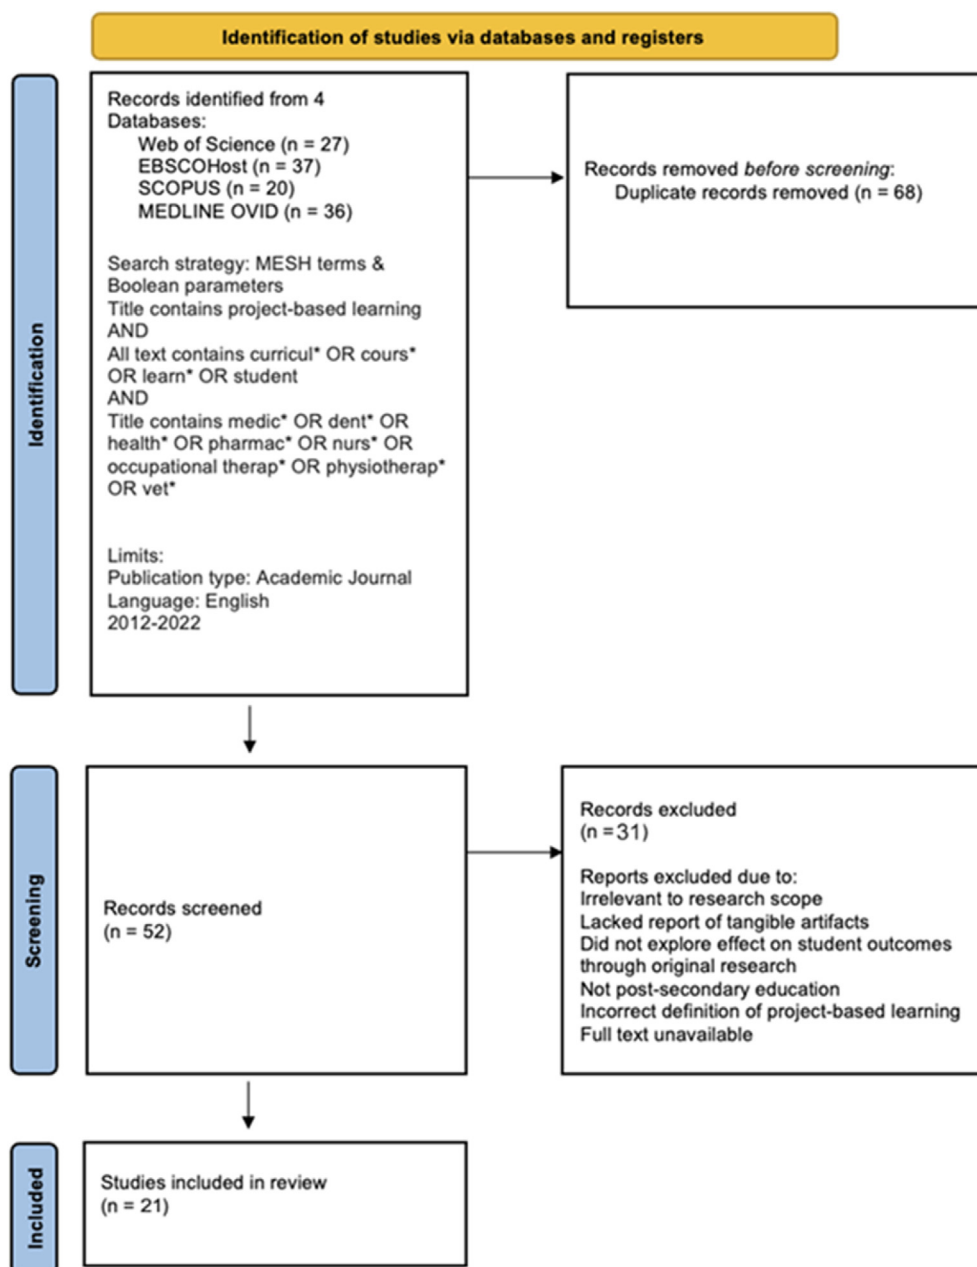 Identification of studies via databases and registers
Identification
Records identified from 4
Databases:
Web of Science (n = 27)
EBSCOHost (n = 37)
SCOPUS (n = 20)
MEDLINE OVID (n = 36)
Search strategy: MESH terms &
Boolean parameters
Title contains project-based learning
AND
All text contains curricul* OR cours*
OR learn* OR student
AND
Title contains medic* OR dent* OR
health* OR pharmac* OR nurs* OR
occupational therap* OR physiotherap*
OR vet*
Limits:
Publication type: Academic Journal
Language: English
2012-2022
Records removed before screening:
Duplicate records removed (n = 68)
Screening
Records screened
(n = 52)
Records excluded
(n = 31)
Reports excluded due to:
Irrelevant to research scope
Lacked report of tangible artifacts
Did not explore effect on student outcomes
through original research
Not post-secondary education
Incorrect definition of project-based learning
Full text unavailable
Included
Studies included in review
(n = 21)